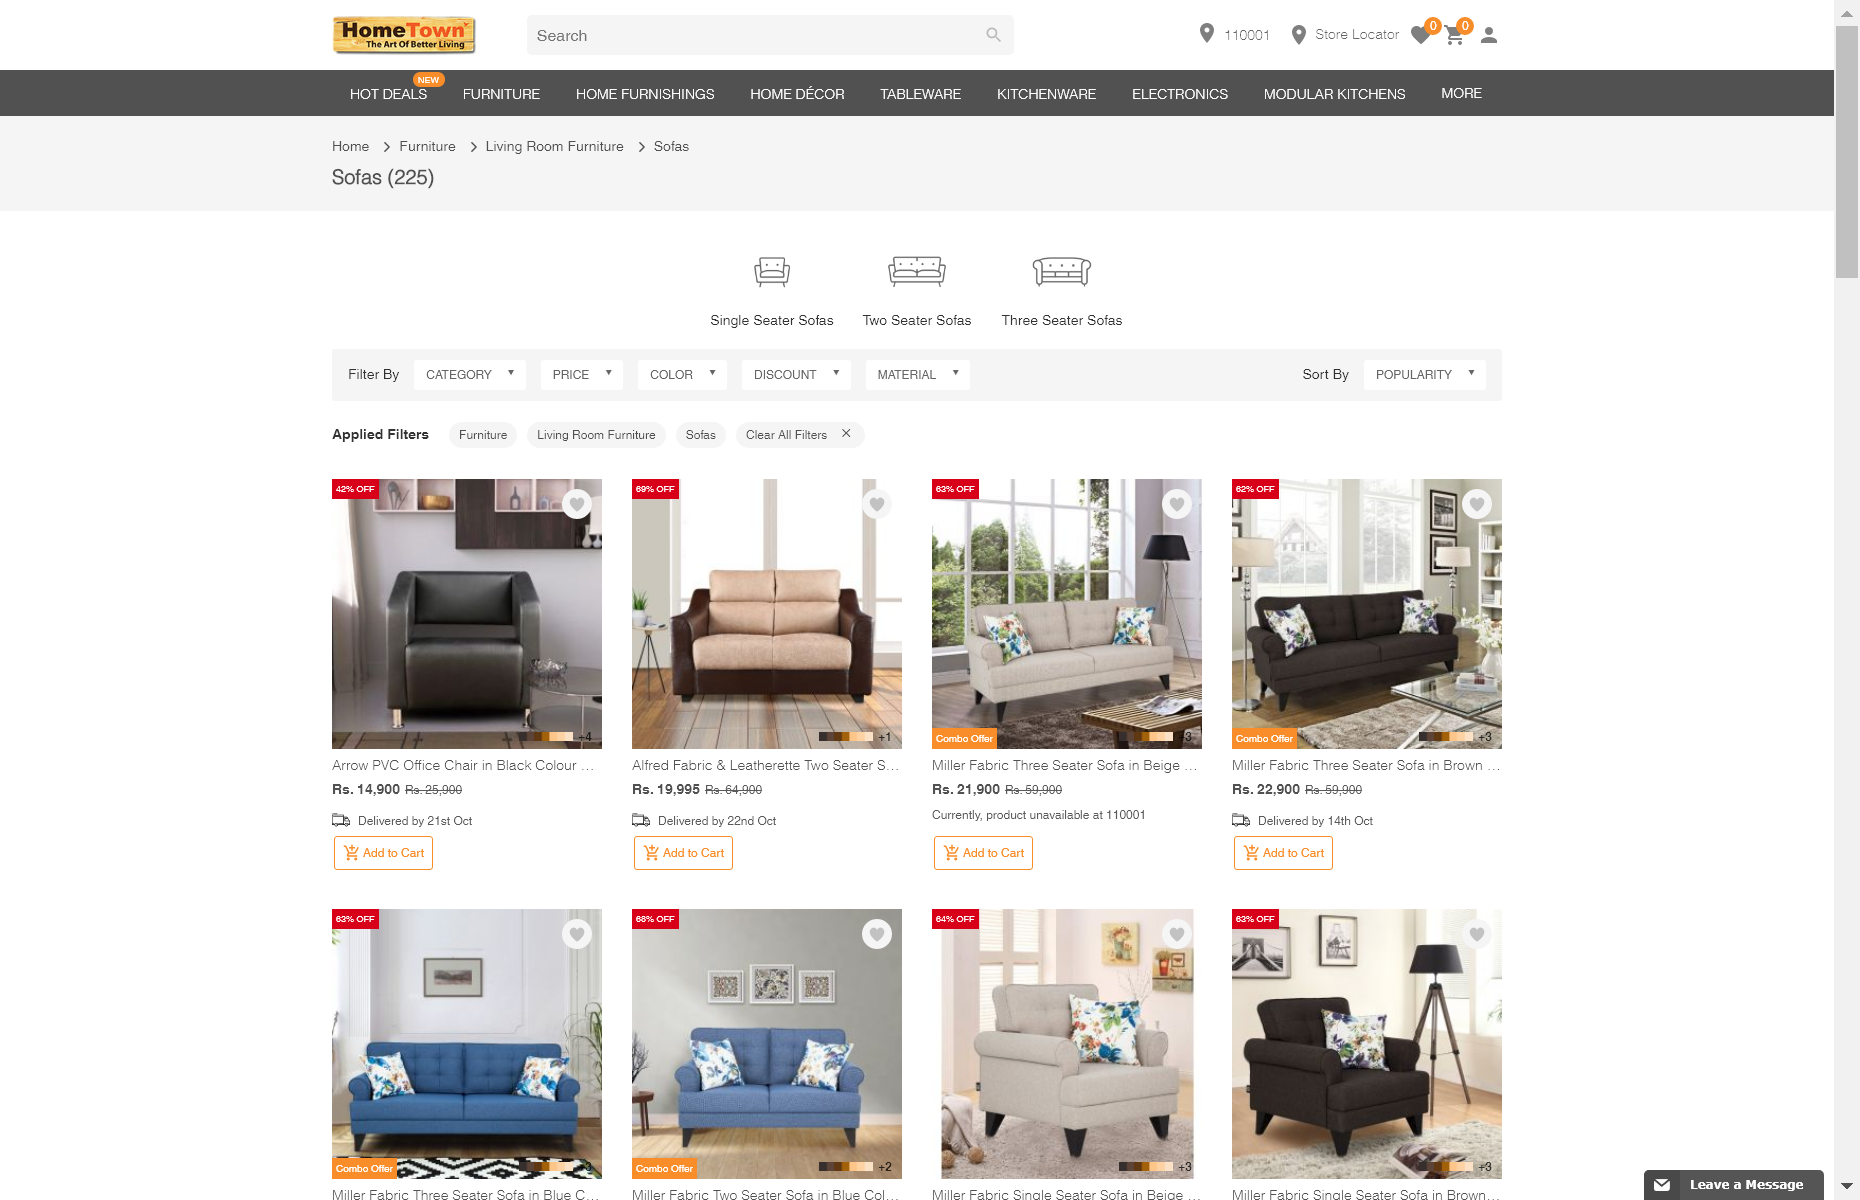 HomeTown
The Art Of Better Living
Search
110001
Store Locator
0
0
HOT DEALS
NEW
FURNITURE
HOME FURNISHINGS
HOME DÉCOR
TABLEWARE
KITCHENWARE
ELECTRONICS
MODULAR KITCHENS
MORE
Home > Furniture > Living Room Furniture > Sofas
Sofas (225)
Single Seater Sofas
Two Seater Sofas
Three Seater Sofas
Filter By
CATEGORY
PRICE
COLOR
DISCOUNT
MATERIAL
Sort By
POPULARITY
Applied Filters
Furniture
Living Room Furniture
Sofas
Clear All Filters
42% OFF
+4
Arrow PVC Office Chair in Black Colour ...
Rs. 14,900 Rs. 25,900
Delivered by 21st Oct
Add to Cart
69% OFF
+1
Alfred Fabric & Leatherette Two Seater S...
Rs. 19,995 Rs. 64,900
Delivered by 22nd Oct
Add to Cart
63% OFF
Combo Offer
+3
Miller Fabric Three Seater Sofa in Beige ...
Rs. 21,900 Rs. 59,900
Currently, product unavailable at 110001
Add to Cart
62% OFF
Combo Offer
+3
Miller Fabric Three Seater Sofa in Brown ...
Rs. 22,900 Rs. 59,900
Delivered by 14th Oct
Add to Cart
63% OFF
Combo Offer
+3
Miller Fabric Three Seater Sofa in Blue C...
68% OFF
Combo Offer
+2
Miller Fabric Two Seater Sofa in Blue Col...
64% OFF
+3
Miller Fabric Single Seater Sofa in Beige ...
63% OFF
+3
Miller Fabric Single Seater Sofa in Brown...
Leave a Message